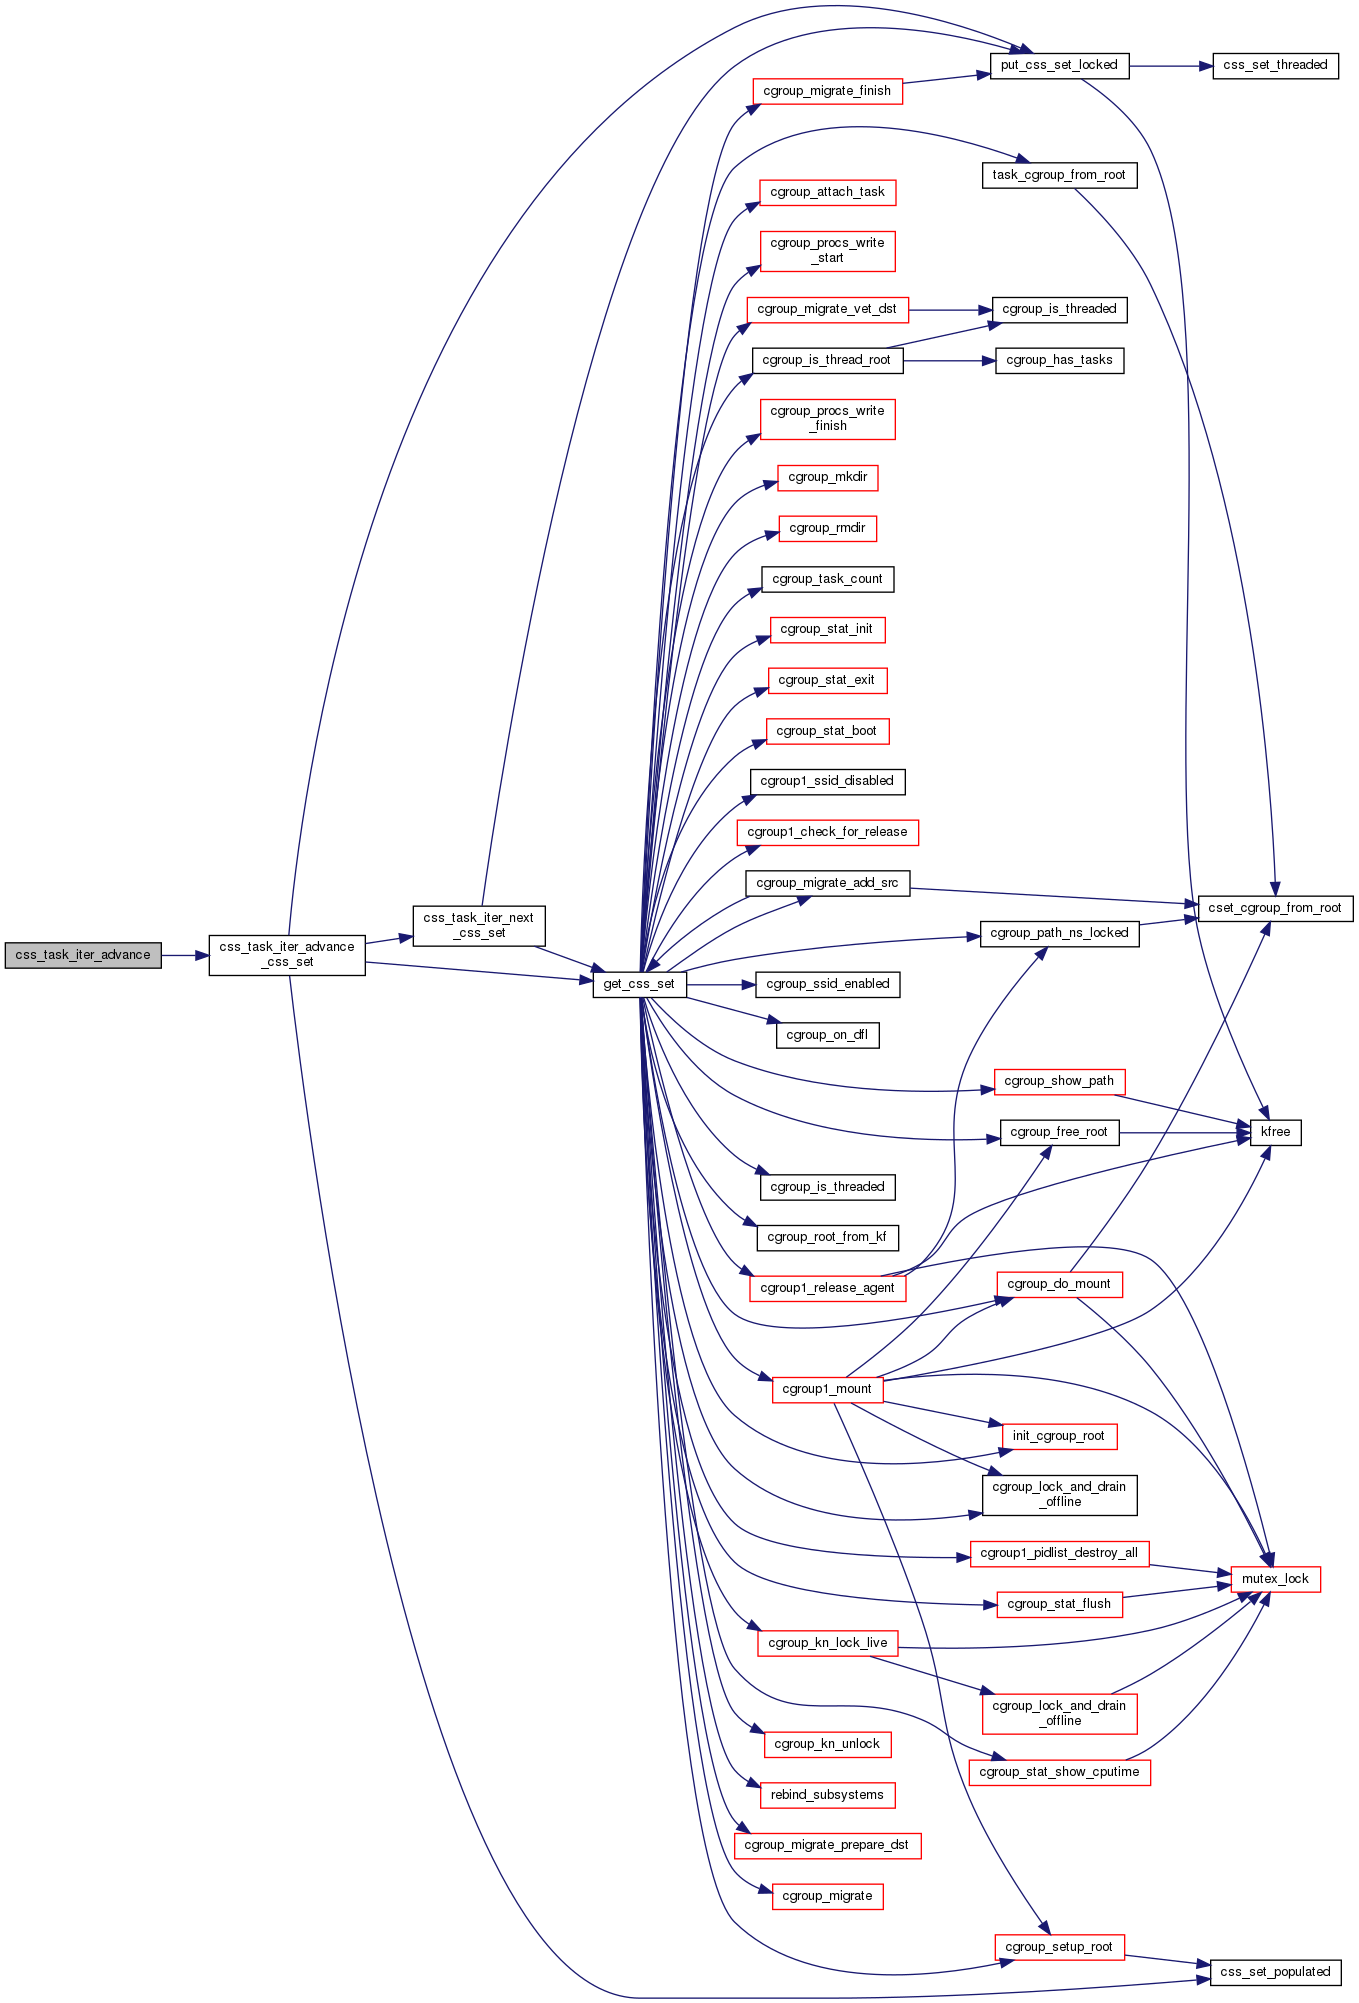 put_css_set_locked
css_set_threaded
cgroup_migrate_finish
task_cgroup_from_root
cgroup_attach_task
cgroup_procs_write
_start
cgroup_migrate_vet_dst
cgroup_is_threaded
cgroup_is_thread_root
cgroup_has_tasks
cgroup_procs_write
_finish
cgroup_mkdir
cgroup_rmdir
cgroup_task_count
cgroup_stat_init
cgroup_stat_exit
cgroup_stat_boot
cgroup1_ssid_disabled
cgroup1_check_for_release
cgroup_migrate_add_src
cset_cgroup_from_root
css_task_iter_next
_css_set
cgroup_path_ns_locked
css_task_iter_advance
css_task_iter_advance
_css_set
get_css_set
cgroup_ssid_enabled
cgroup_on_dfl
cgroup_show_path
cgroup_free_root
kfree
cgroup_is_threaded
cgroup_root_from_kf
cgroup1_release_agent
cgroup_do_mount
cgroup1_mount
init_cgroup_root
cgroup_lock_and_drain
_offline
cgroup1_pidlist_destroy_all
mutex_lock
cgroup_stat_flush
cgroup_kn_lock_live
cgroup_lock_and_drain
_offline
cgroup_kn_unlock
cgroup_stat_show_cputime
rebind_subsystems
cgroup_migrate_prepare_dst
cgroup_migrate
cgroup_setup_root
css_set_populated